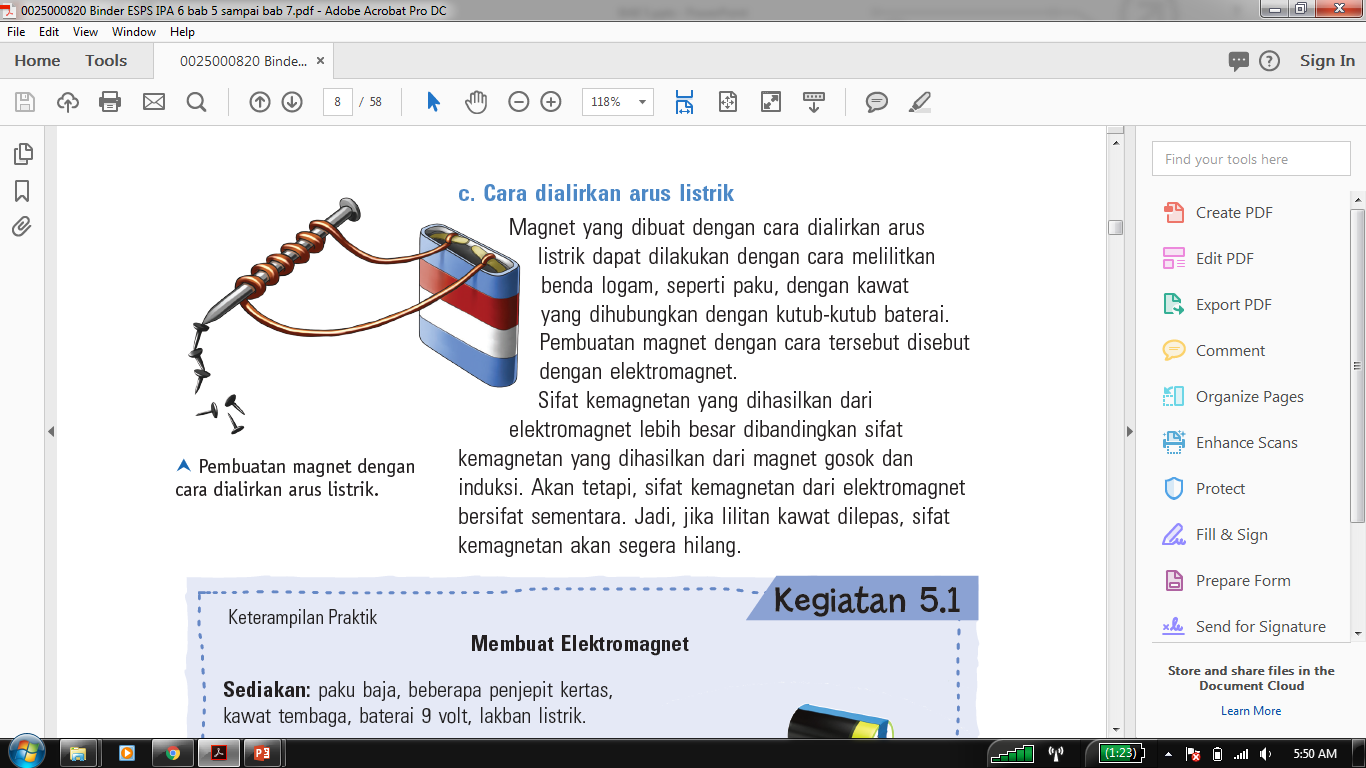 0025000820 Binder ESPS IPA 6 bab 5 sampai bab 7.pdf - Adobe Acrobat Pro DC
File Edit View Window Help
Home Tools 0025000820 Binde... × Sign In
8 / 58 118%
c. Cara dialirkan arus listrik
Magnet yang dibuat dengan cara dialirkan arus
listrik dapat dilakukan dengan cara melilitkan
benda logam, seperti paku, dengan kawat
yang dihubungkan dengan kutub-kutub baterai.
Pembuatan magnet dengan cara tersebut disebut
dengan elektromagnet.
Sifat kemagnetan yang dihasilkan dari
elektromagnet lebih besar dibandingkan sifat
kemagnetan yang dihasilkan dari magnet gosok dan
induksi. Akan tetapi, sifat kemagnetan dari elektromagnet
bersifat sementara. Jadi, jika lilitan kawat dilepas, sifat
kemagnetan akan segera hilang.
Pembuatan magnet dengan
cara dialirkan arus listrik.
Kegiatan 5.1
Keterampilan Praktik
Membuat Elektromagnet
Sediakan: paku baja, beberapa penjepit kertas,
kawat tembaga, baterai 9 volt, lakban listrik.
Find your tools here
Create PDF
Edit PDF
Export PDF
Comment
Organize Pages
Enhance Scans
Protect
Fill & Sign
Prepare Form
Send for Signature
Store and share files in the
Document Cloud
Learn More
(1:23) 5:50 AM